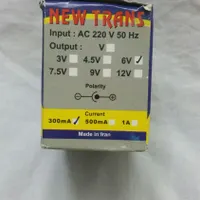 NEW TRANS
Input : AC 220 V 50 Hz
Output : V
3V 4.5V 6V
7.5V 9V 12V
Polarity
Current
300mA 500mA 1A
Made in Iran